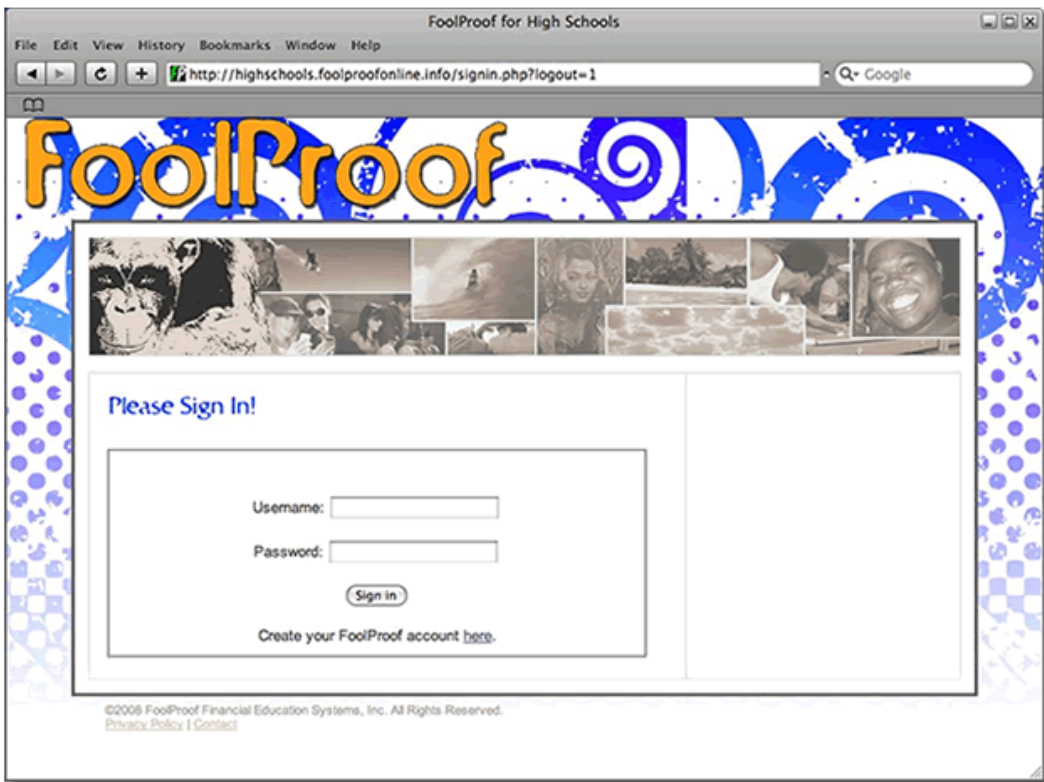 FoolProof for High Schools
File Edit View History Bookmarks Window Help
http://highschools.foolproofonline.info/signin.php?logout=1
Google
FoolProof
Please Sign In!
Username:
Password:
Sign in
Create your FoolProof account here.
©2008 FoolProof Financial Education Systems, Inc. All Rights Reserved.
Privacy Policy | Contact